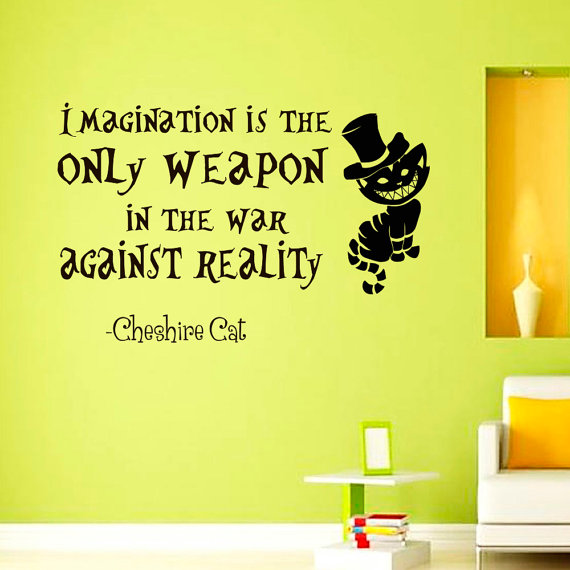 Imagination is the
only weapon
in the war
against reality
-Cheshire Cat